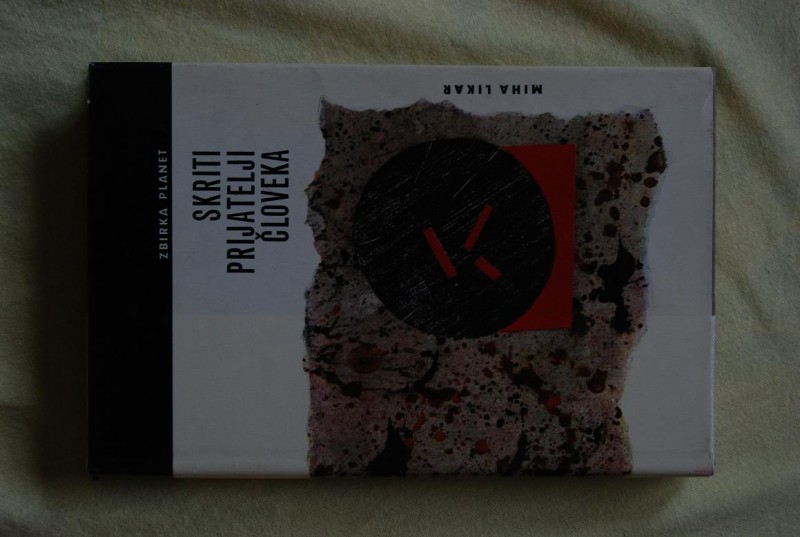 ZBIRKA PLANET
SKRITI
PRIJATELJI
ČLOVEKA
MIHA LIKAR